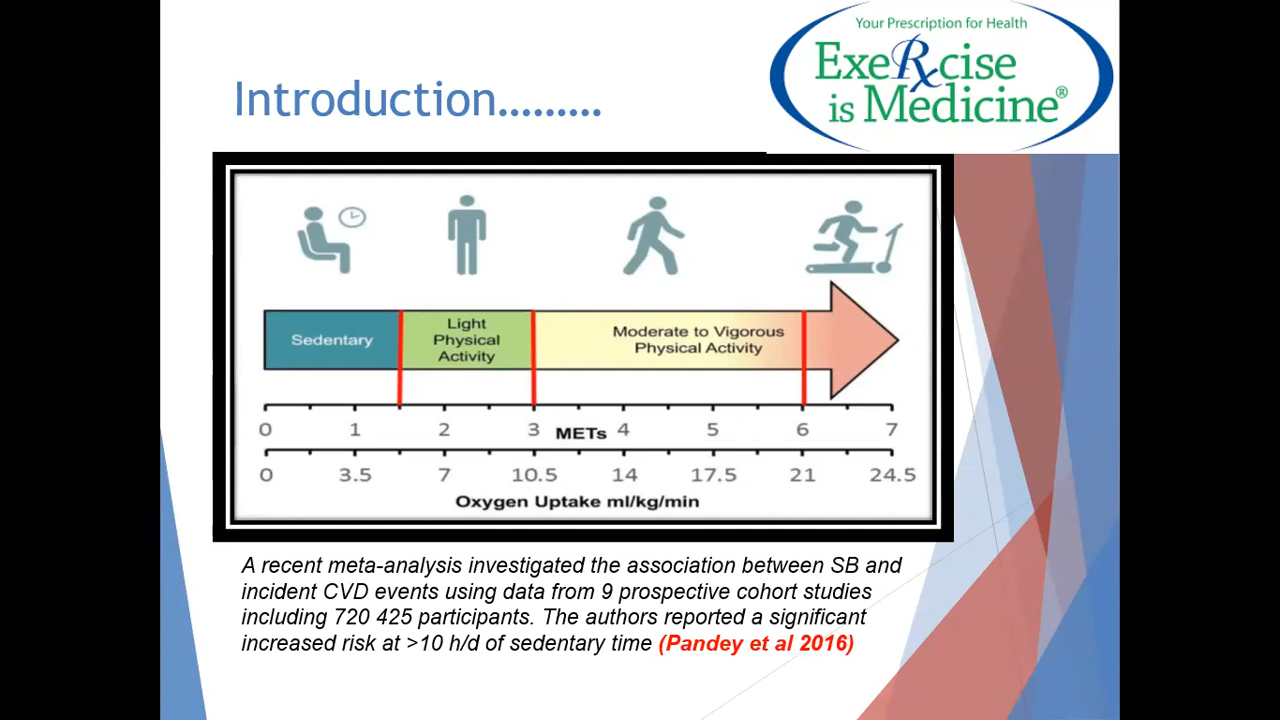 Your Prescription for Health
ExeRxcise
is Medicine®
Introduction.........
Sedentary
Light
Physical
Activity
Moderate to Vigorous
Physical Activity
0 1 2 3 METs 4 5 6 7
0 3.5 7 10.5 14 17.5 21 24.5
Oxygen Uptake ml/kg/min
A recent meta-analysis investigated the association between SB and
incident CVD events using data from 9 prospective cohort studies
including 720 425 participants. The authors reported a significant
increased risk at >10 h/d of sedentary time (Pandey et al 2016)